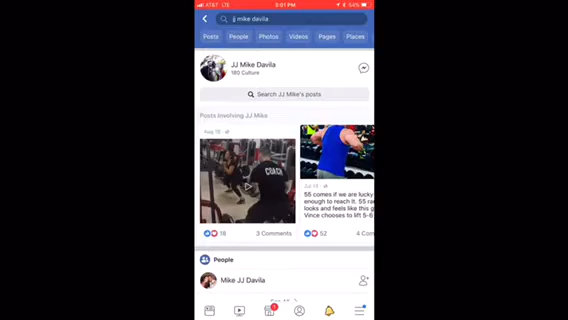 AT&T LTE
3:01 PM
54%
jj mike davila
Posts
People
Photos
Videos
Pages
Places
JJ Mike Davila
180 Culture
Search JJ Mike's posts
Posts involving JJ Mike
Aug 18
COACH
16
3 Comments
Jul 19
55 comes if we are lucky
enough to reach it. 55 ra
looks and feels like this g
Vince chooses to lift 5-6
52
4 Com
People
Mike JJ Davila